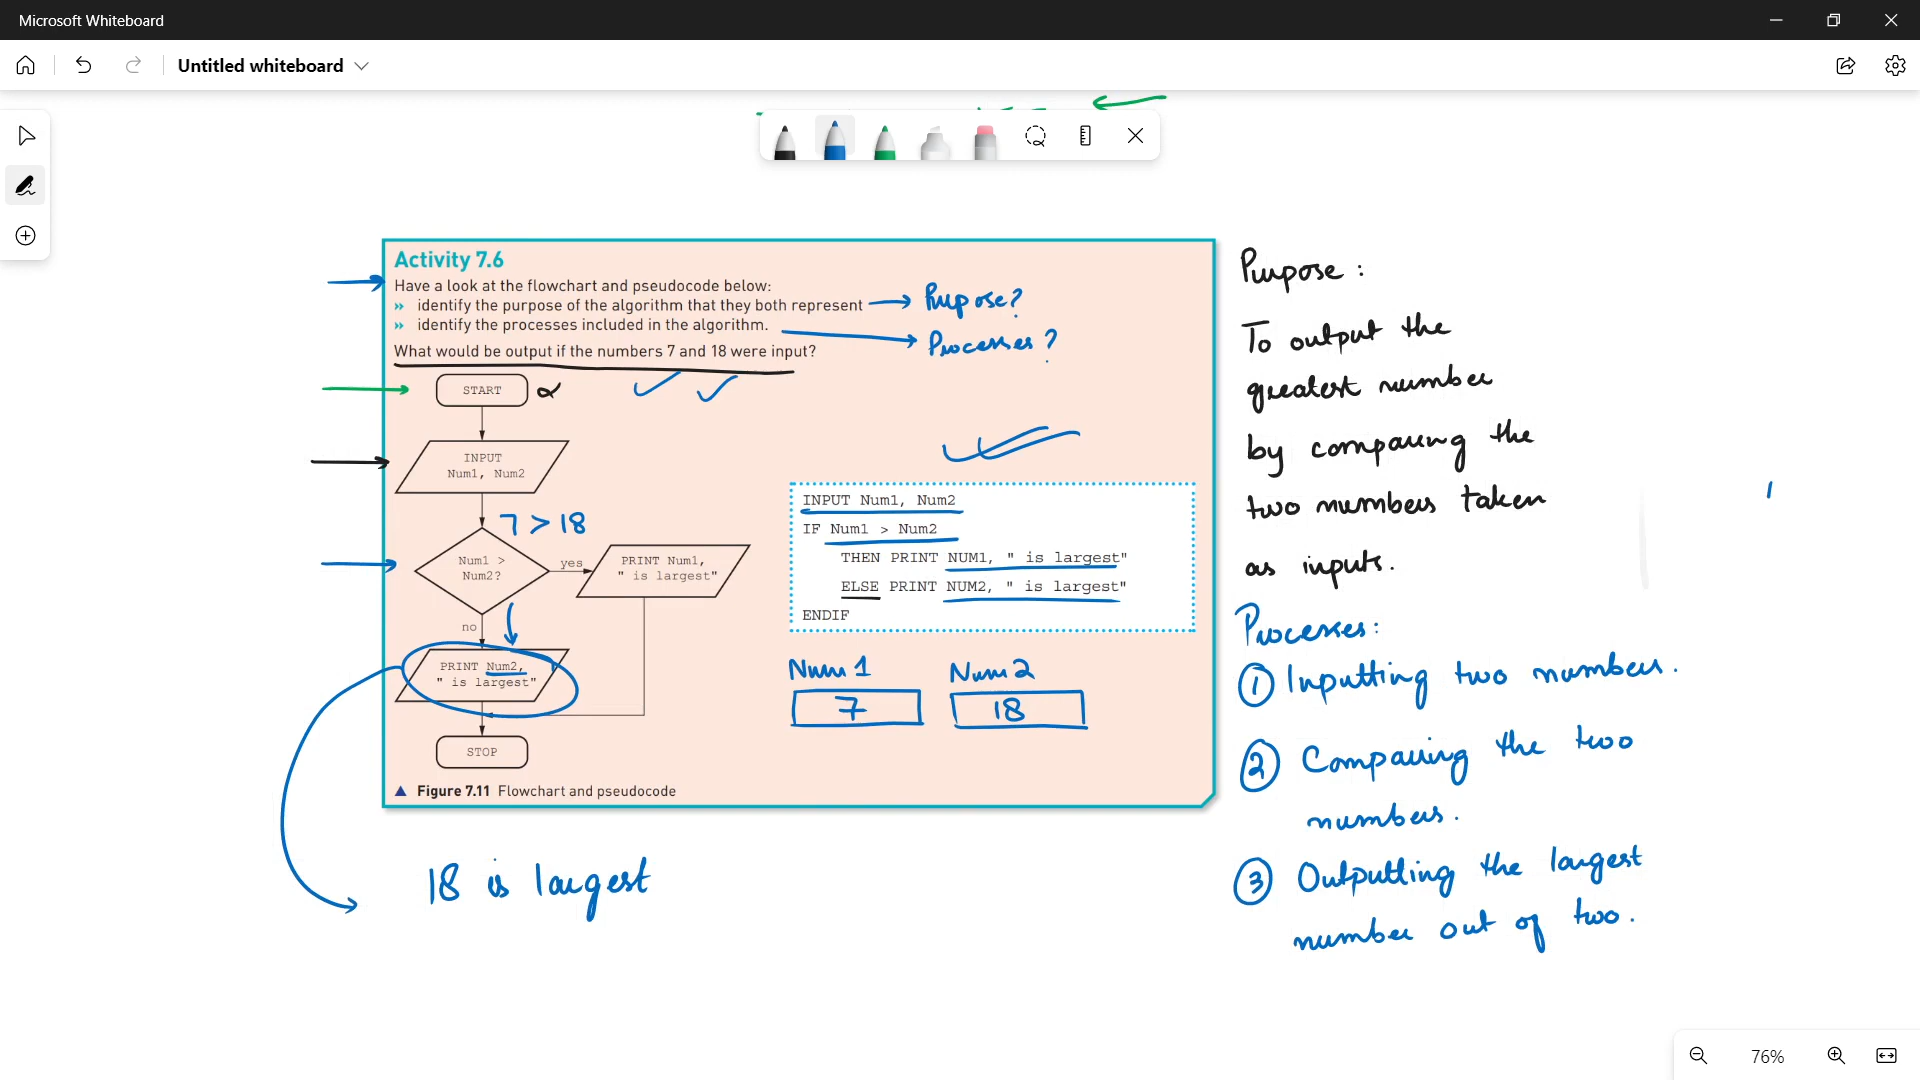 Microsoft Whiteboard
Untitled whiteboard
Activity 7.6
Have a look at the flowchart and pseudocode below:
» identify the purpose of the algorithm that they both represent
» identify the processes included in the algorithm.
What would be output if the numbers 7 and 18 were input?
Purpose?
Processes?
START
INPUT
Num1, Num2
7 > 18
Num1 >
Num2?
yes
PRINT Num1,
" is largest"
no
PRINT Num2,
" is largest"
STOP
INPUT Num1, Num2
IF Num1 > Num2
THEN PRINT NUM1, " is largest"
ELSE PRINT NUM2, " is largest"
ENDIF
Num1 Num2
7 18
▲ Figure 7.11 Flowchart and pseudocode
18 is largest
Purpose:
To output the
greatest number
by comparing the
two numbers taken
as inputs.
Processes:
① Inputting two numbers.
② Comparing the two
numbers.
③ Outputting the largest
number out of two.
76%